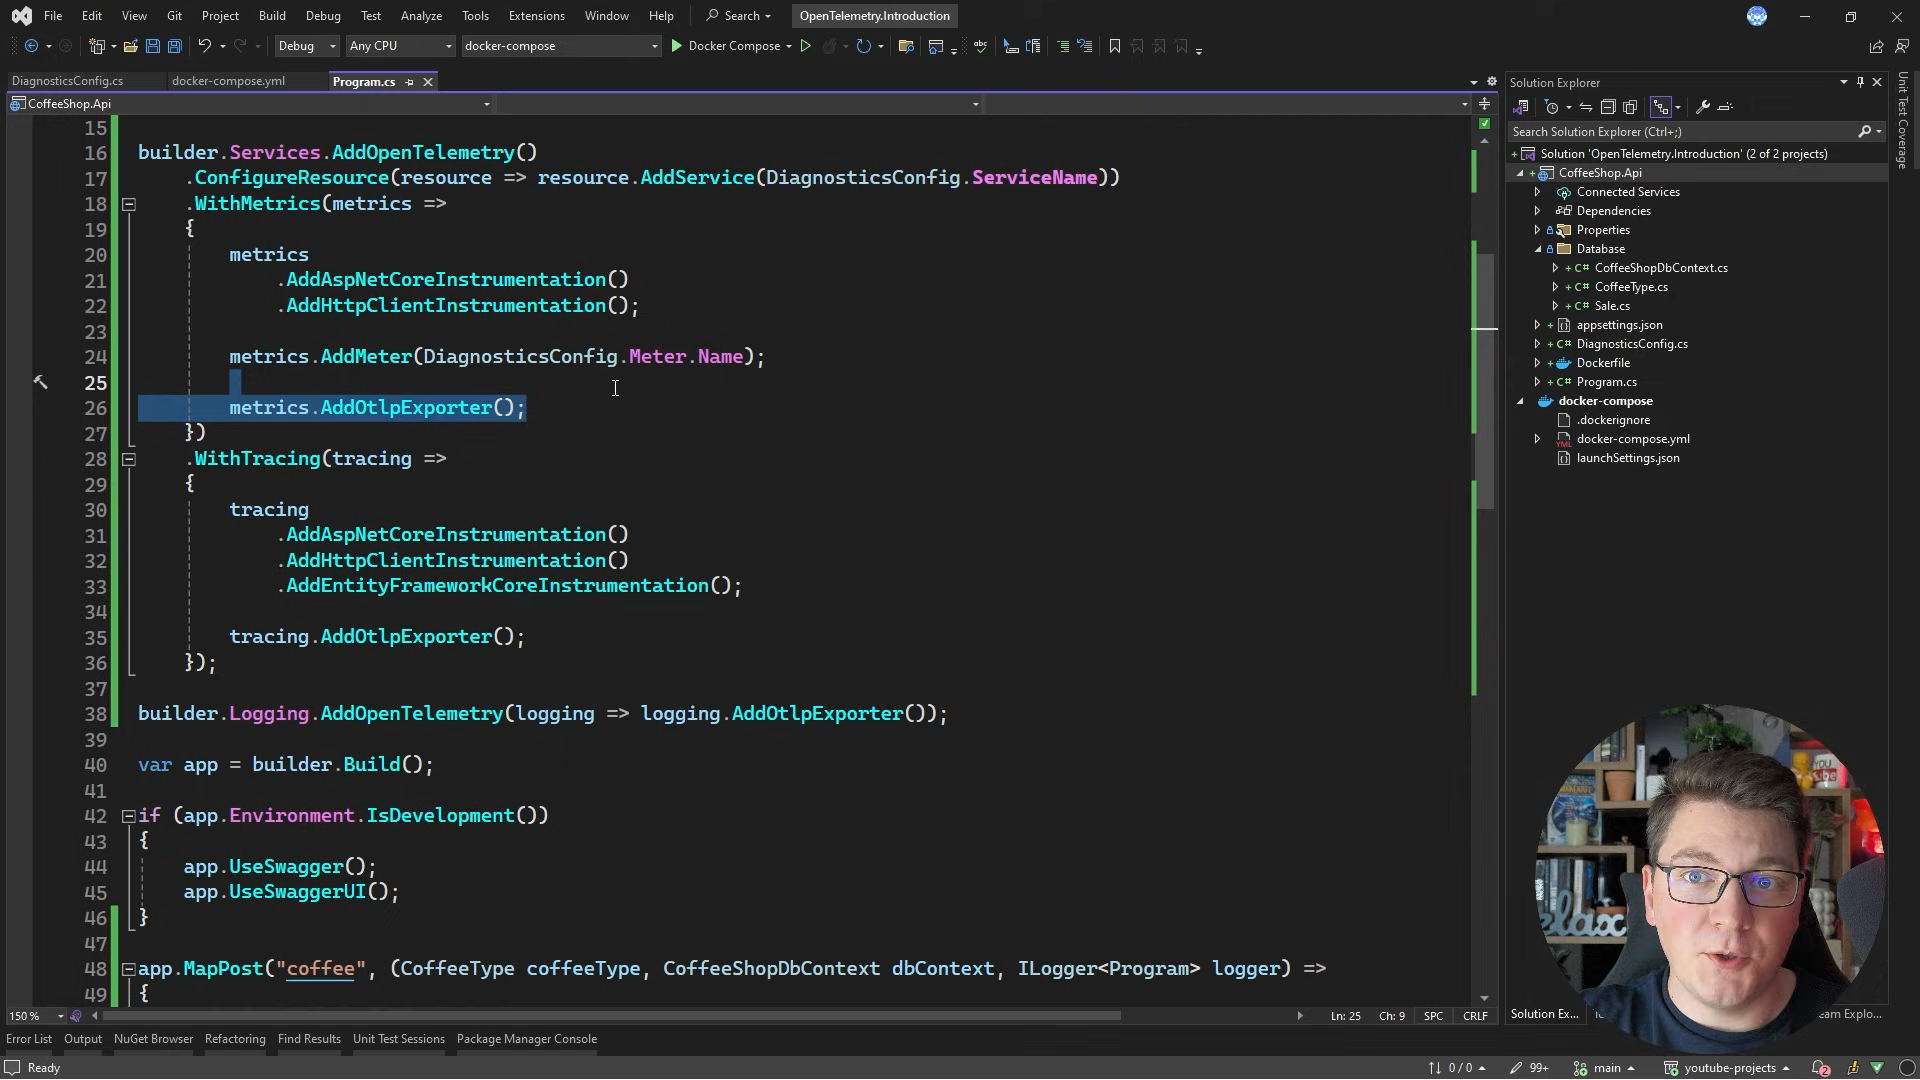 File Edit View Git Project Build Debug Test Analyze Tools Extensions Window Help Search OpenTelemetry.Introduction
Debug Any CPU docker-compose Docker Compose
DiagnosticsConfig.cs docker-compose.yml Program.cs
CoffeeShop.Api
15
16 builder.Services.AddOpenTelemetry()
17 .ConfigureResource(resource => resource.AddService(DiagnosticsConfig.ServiceName))
18 .WithMetrics(metrics =>
19 {
20 metrics
21 .AddAspNetCoreInstrumentation()
22 .AddHttpClientInstrumentation();
23
24 metrics.AddMeter(DiagnosticsConfig.Meter.Name);
25
26 metrics.AddOtlpExporter();
27 })
28 .WithTracing(tracing =>
29 {
30 tracing
31 .AddAspNetCoreInstrumentation()
32 .AddHttpClientInstrumentation()
33 .AddEntityFrameworkCoreInstrumentation();
34
35 tracing.AddOtlpExporter();
36 });
37
38 builder.Logging.AddOpenTelemetry(logging => logging.AddOtlpExporter());
39
40 var app = builder.Build();
41
42 if (app.Environment.IsDevelopment())
43 {
44 app.UseSwagger();
45 app.UseSwaggerUI();
46 }
47
48 app.MapPost("coffee", (CoffeeType coffeeType, CoffeeShopDbContext dbContext, ILogger<Program> logger) =>
49 {
150 % Ln: 25 Ch: 9 SPC CRLF
Error List Output NuGet Browser Refactoring Find Results Unit Test Sessions Package Manager Console
Ready 0 / 0 99+ main youtube-projects 2
Solution Explorer
Search Solution Explorer (Ctrl+;)
Solution 'OpenTelemetry.Introduction' (2 of 2 projects)
CoffeeShop.Api
Connected Services
Dependencies
Properties
Database
CoffeeShopDbContext.cs
CoffeeType.cs
Sale.cs
appsettings.json
DiagnosticsConfig.cs
Dockerfile
Program.cs
docker-compose
.dockerignore
docker-compose.yml
launchSettings.json
Solution Ex... eam Explo...
Unit Test Coverage
YOU
relax